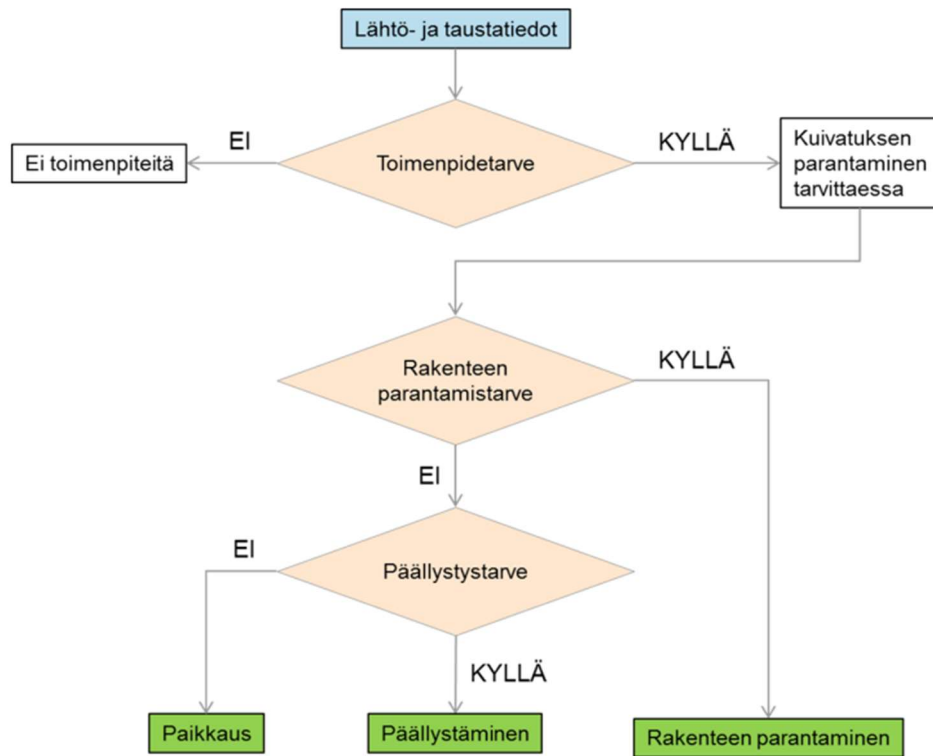 Lähtö- ja taustatiedot
EI
KYLLÄ
Ei toimenpiteitä
Toimenpidetarve
Kuivatuksen
parantaminen
tarvittaessa
Rakenteen
parantamistarve
KYLLÄ
EI
EI
Päällystystarve
KYLLÄ
Paikkaus
Päällystäminen
Rakenteen parantaminen